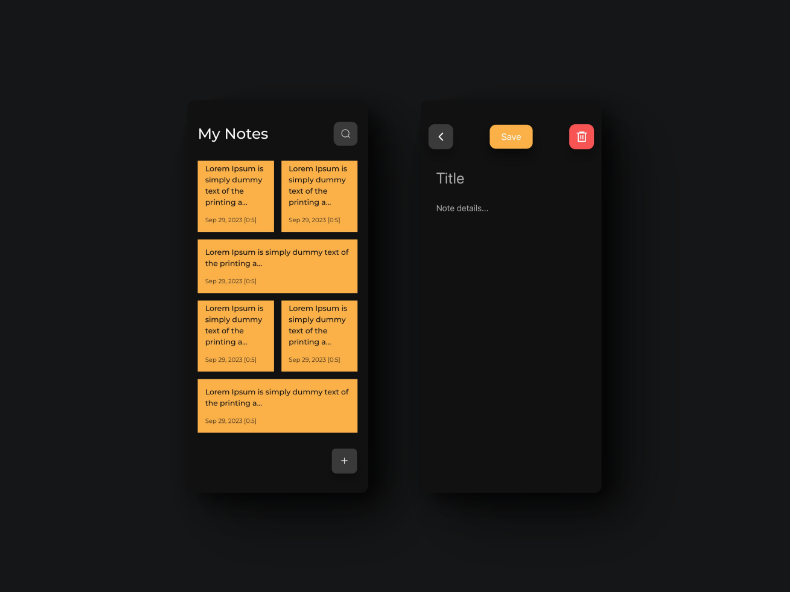 My Notes
Lorem Ipsum is
simply dummy
text of the
printing a...
Sep 29, 2023 [0:5]
Lorem Ipsum is
simply dummy
text of the
printing a...
Sep 29, 2023 [0:5]
Lorem Ipsum is simply dummy text of
the printing a...
Sep 29, 2023 [0:5]
Lorem Ipsum is
simply dummy
text of the
printing a...
Sep 29, 2023 [0:5]
Lorem Ipsum is
simply dummy
text of the
printing a...
Sep 29, 2023 [0:5]
Lorem Ipsum is simply dummy text of
the printing a...
Sep 29, 2023 [0:5]
Save
Title
Note details...